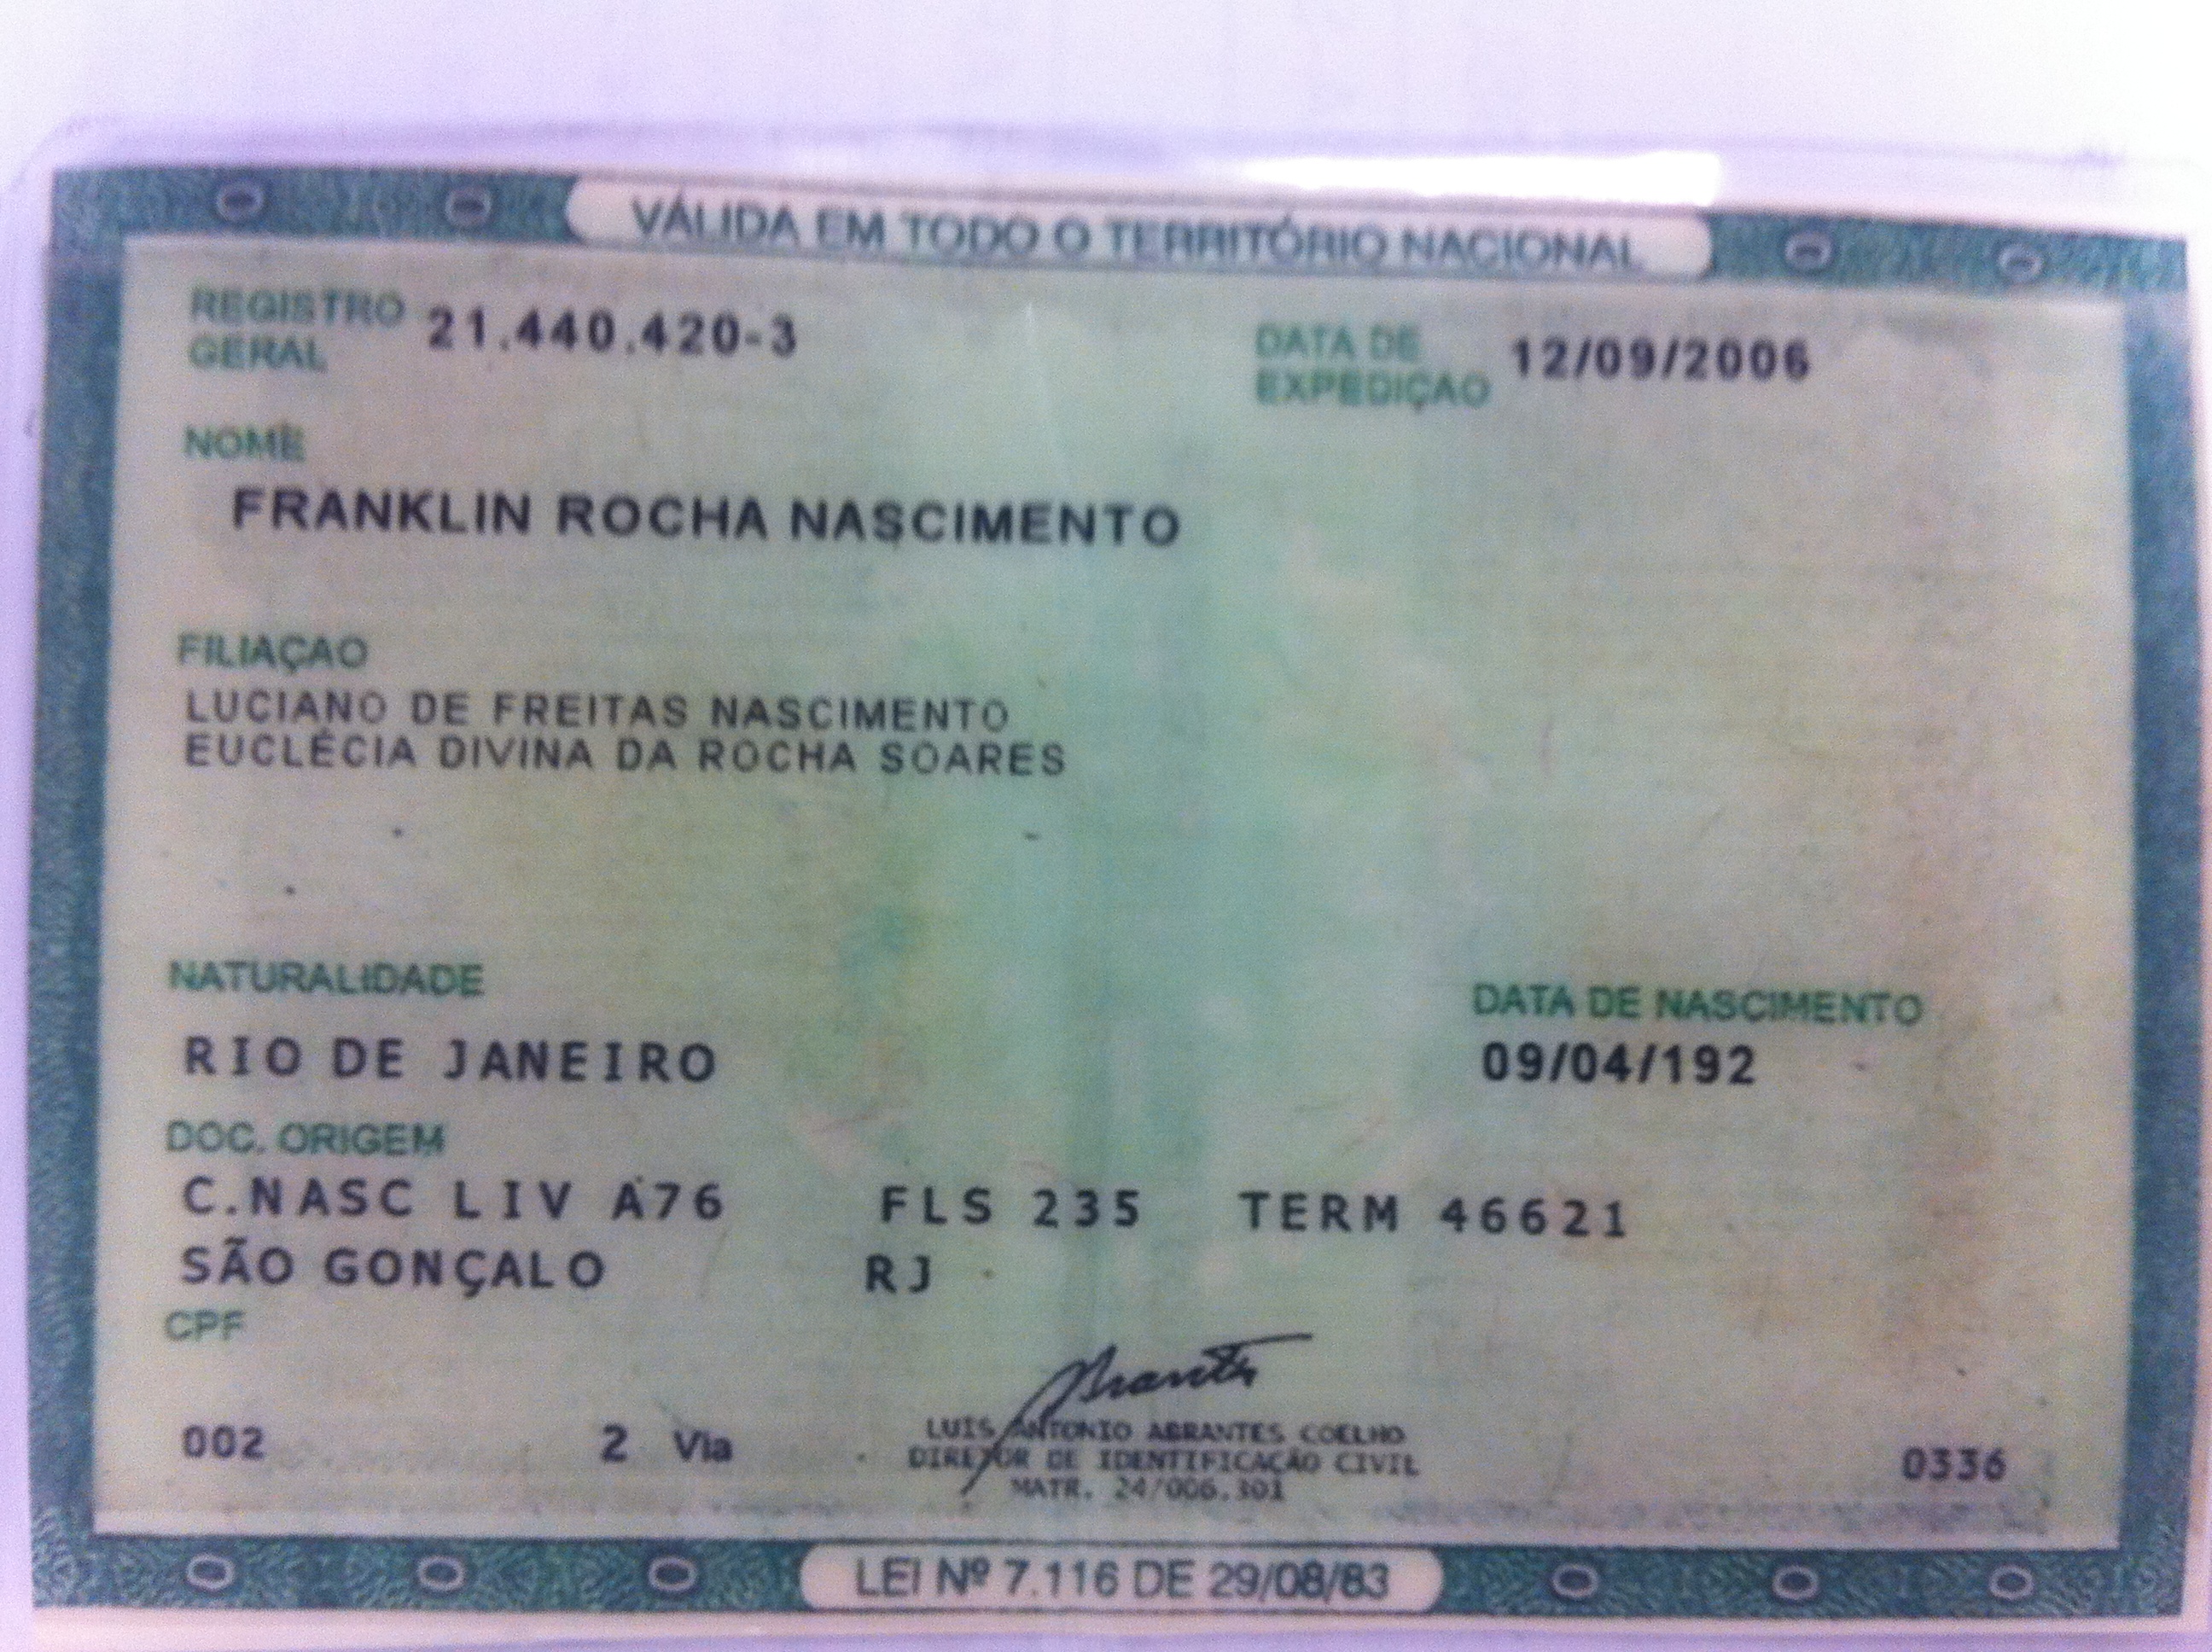 VÁLIDA EM TODO O TERRITÓRIO NACIONAL
REGISTRO GERAL 21.440.420-3 DATA DE EXPEDIÇAO 12/09/2006
NOME
FRANKLIN ROCHA NASCIMENTO
FILIAÇAO
LUCIANO DE FREITAS NASCIMENTO
EUCLÉCIA DIVINA DA ROCHA SOARES
NATURALIDADE DATA DE NASCIMENTO
RIO DE JANEIRO 09/04/192
DOC. ORIGEM
C.NASC LIV A76 FLS 235 TERM 46621
SÃO GONÇALO RJ
CPF
002 2 Via
LUIS ANTONIO ABRANTES COELHO
DIRETOR DE IDENTIFICAÇÃO CIVIL
MATR. 24/006.301
0336
LEI Nº 7.116 DE 29/08/83